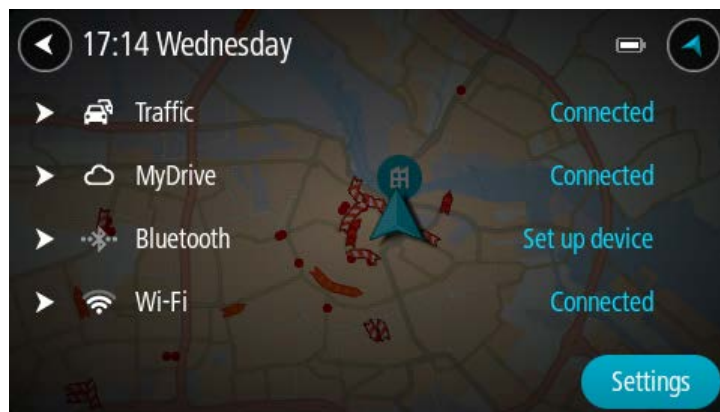 17:14 Wednesday
Traffic Connected
MyDrive Connected
Bluetooth Set up device
Wi-Fi Connected
Settings